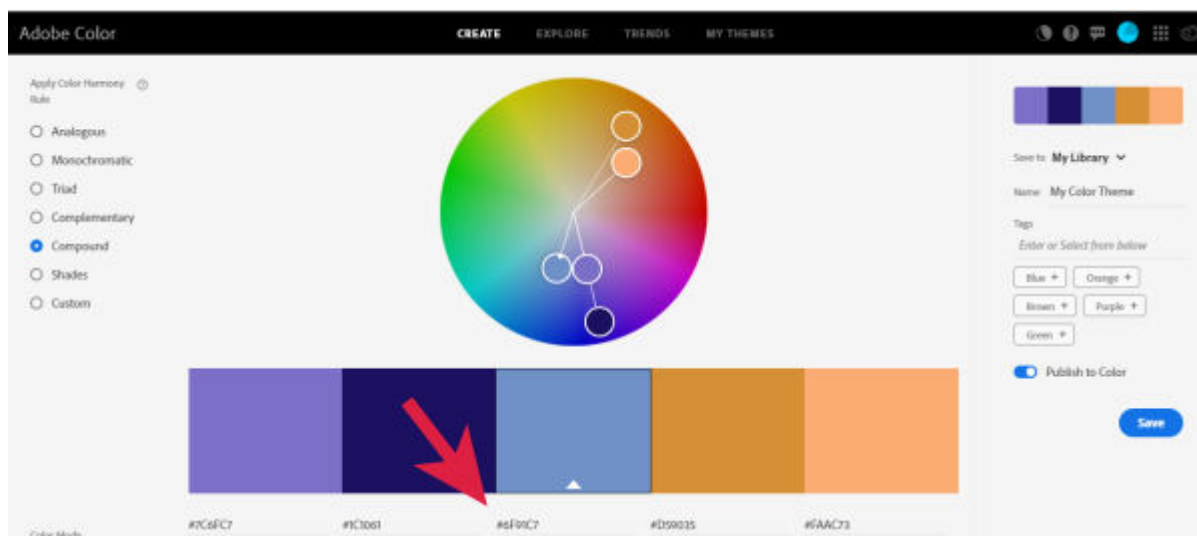 Adobe Color
CREATE EXPLORE TRENDS MY THEMES
Apply Color Harmony
Rule
Analogous
Monochromatic
Triad
Complementary
Compound
Shades
Custom
Save to My Library
Name My Color Theme
Tags
Enter or Select from below
Blue + Orange +
Brown + Purple +
Green +
Publish to Color
Save
#7C6FC7 #1C1061 #6F91C7 #D59035 #FAAC73
Color Mode